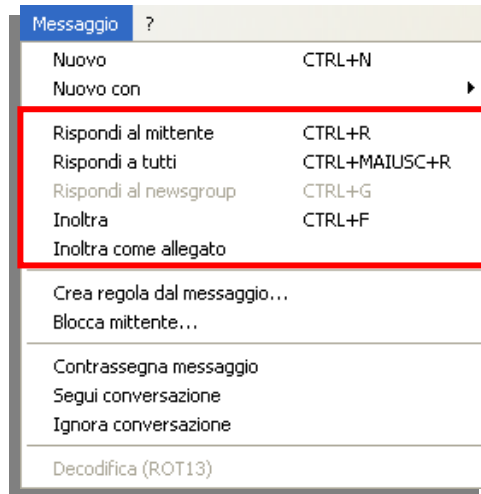 Messaggio ?
Nuovo CTRL+N
Nuovo con
Rispondi al mittente CTRL+R
Rispondi a tutti CTRL+MAIUSC+R
Rispondi al newsgroup CTRL+G
Inoltra CTRL+F
Inoltra come allegato
Crea regola dal messaggio...
Blocca mittente...
Contrassegna messaggio
Segui conversazione
Ignora conversazione
Decodifica (ROT13)